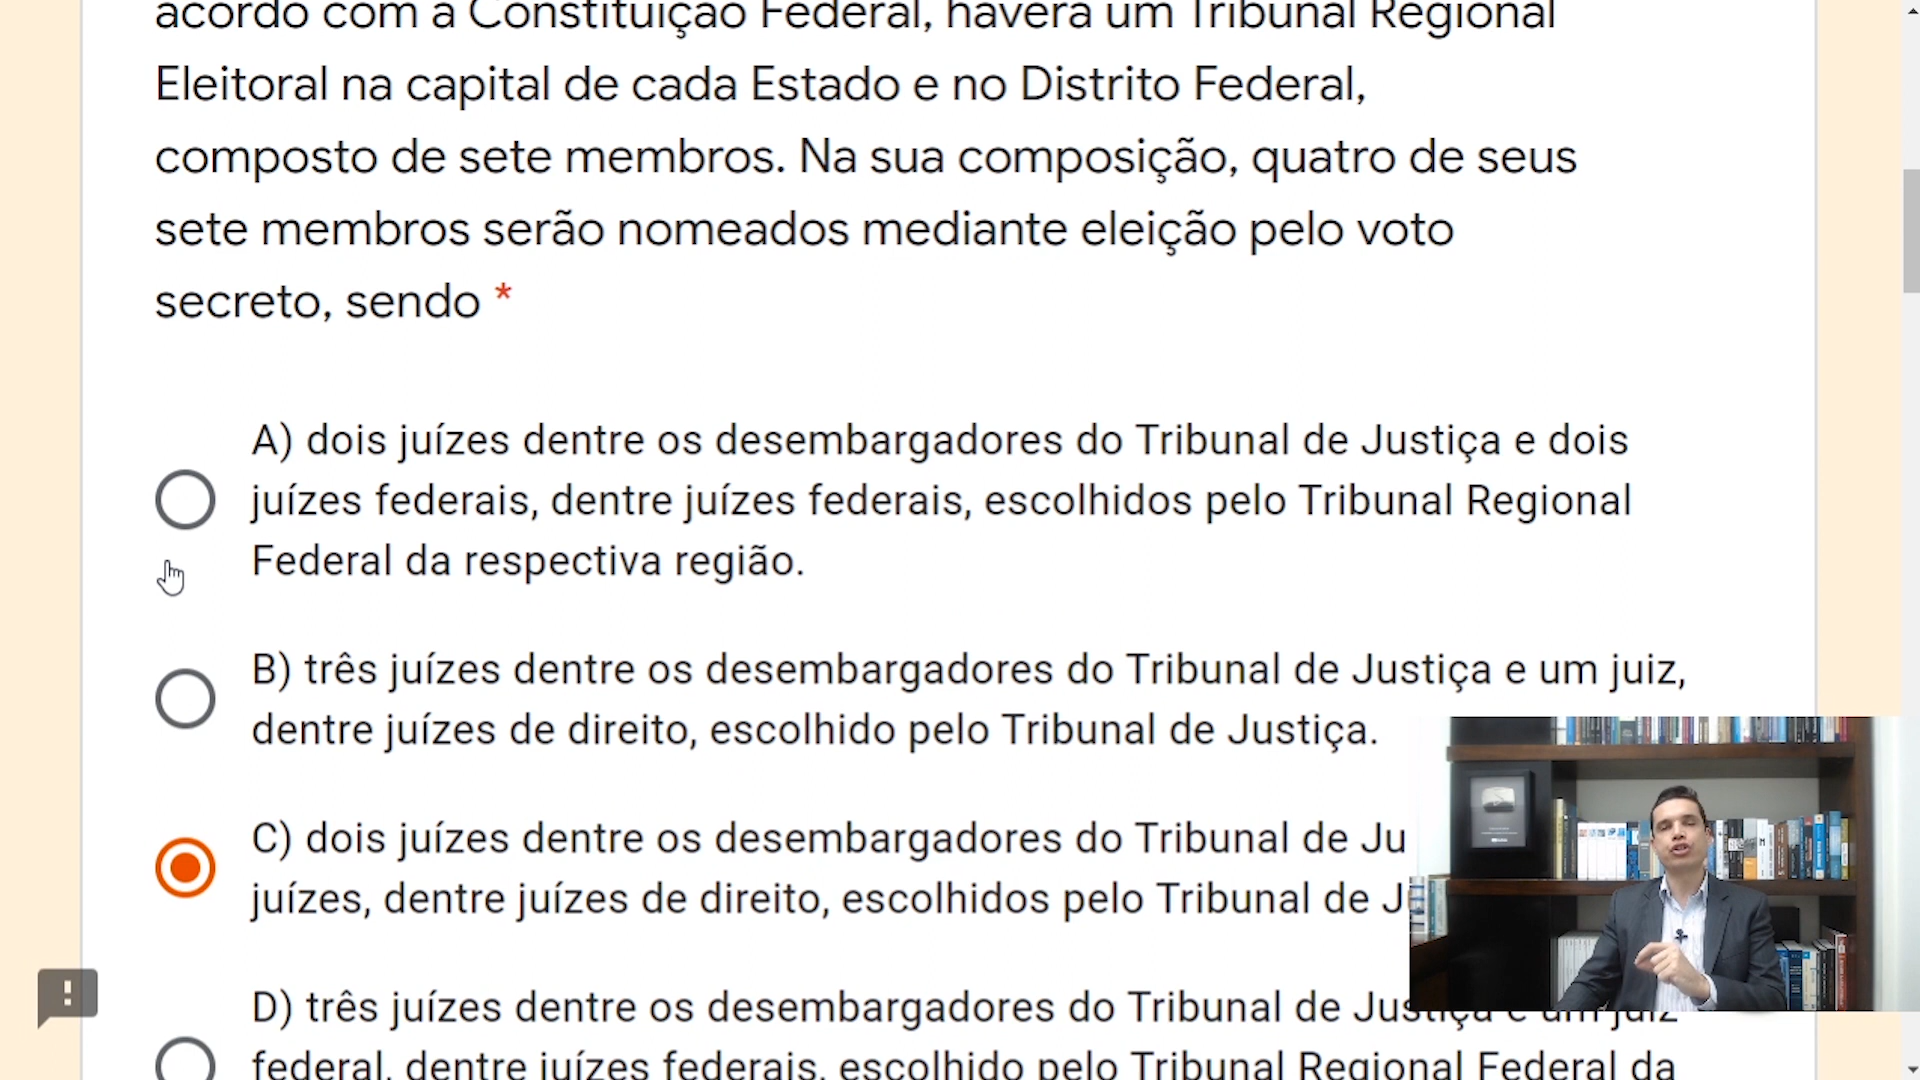 acordo com a Constituição Federal, haverá um Tribunal Regional
Eleitoral na capital de cada Estado e no Distrito Federal,
composto de sete membros. Na sua composição, quatro de seus
sete membros serão nomeados mediante eleição pelo voto
secreto, sendo *
A) dois juízes dentre os desembargadores do Tribunal de Justiça e dois
juízes federais, dentre juízes federais, escolhidos pelo Tribunal Regional
Federal da respectiva região.
B) três juízes dentre os desembargadores do Tribunal de Justiça e um juiz,
dentre juízes de direito, escolhido pelo Tribunal de Justiça.
C) dois juízes dentre os desembargadores do Tribunal de Ju
juízes, dentre juízes de direito, escolhidos pelo Tribunal de J
D) três juízes dentre os desembargadores do Tribunal de Justiça e um juiz
federal, dentre juízes federais, escolhido pelo Tribunal Regional Federal da